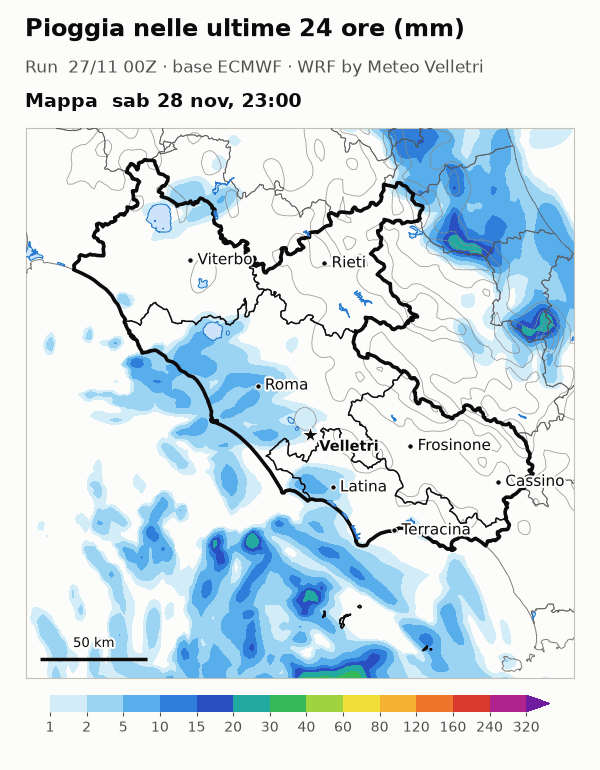 Pioggia nelle ultime 24 ore (mm)
Run 27/11 00Z · base ECMWF · WRF by Meteo Velletri
Mappa sab 28 nov, 23:00
Viterbo
Rieti
Roma
Velletri
Frosinone
Cassino
Latina
Terracina
50 km
1 2 5 10 15 20 30 40 60 80 120 160 240 320